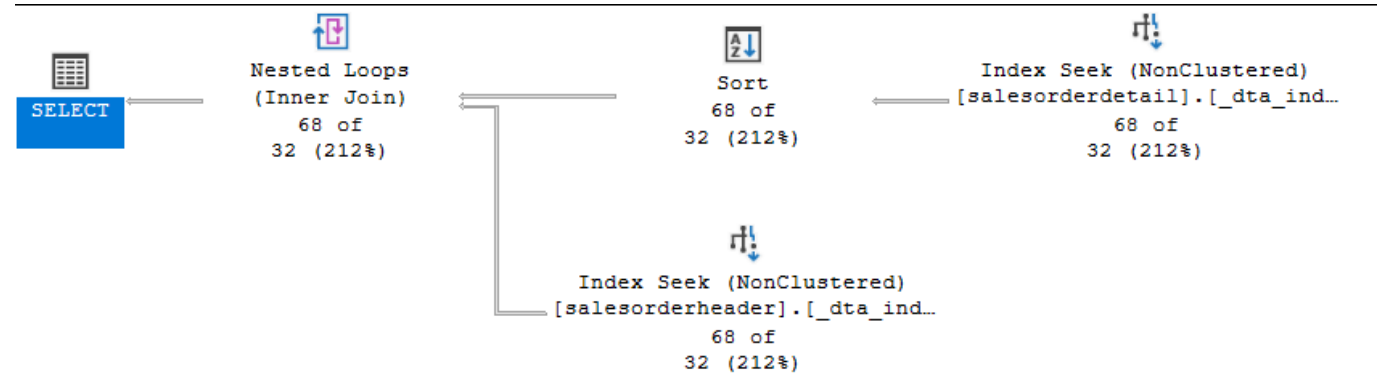 SELECT
Nested Loops
(Inner Join)
68 of
32 (212%)
A
Z
Sort
68 of
32 (212%)
Index Seek (NonClustered)
[salesorderdetail].[_dta_ind…
68 of
32 (212%)
Index Seek (NonClustered)
[salesorderheader].[_dta_ind…
68 of
32 (212%)